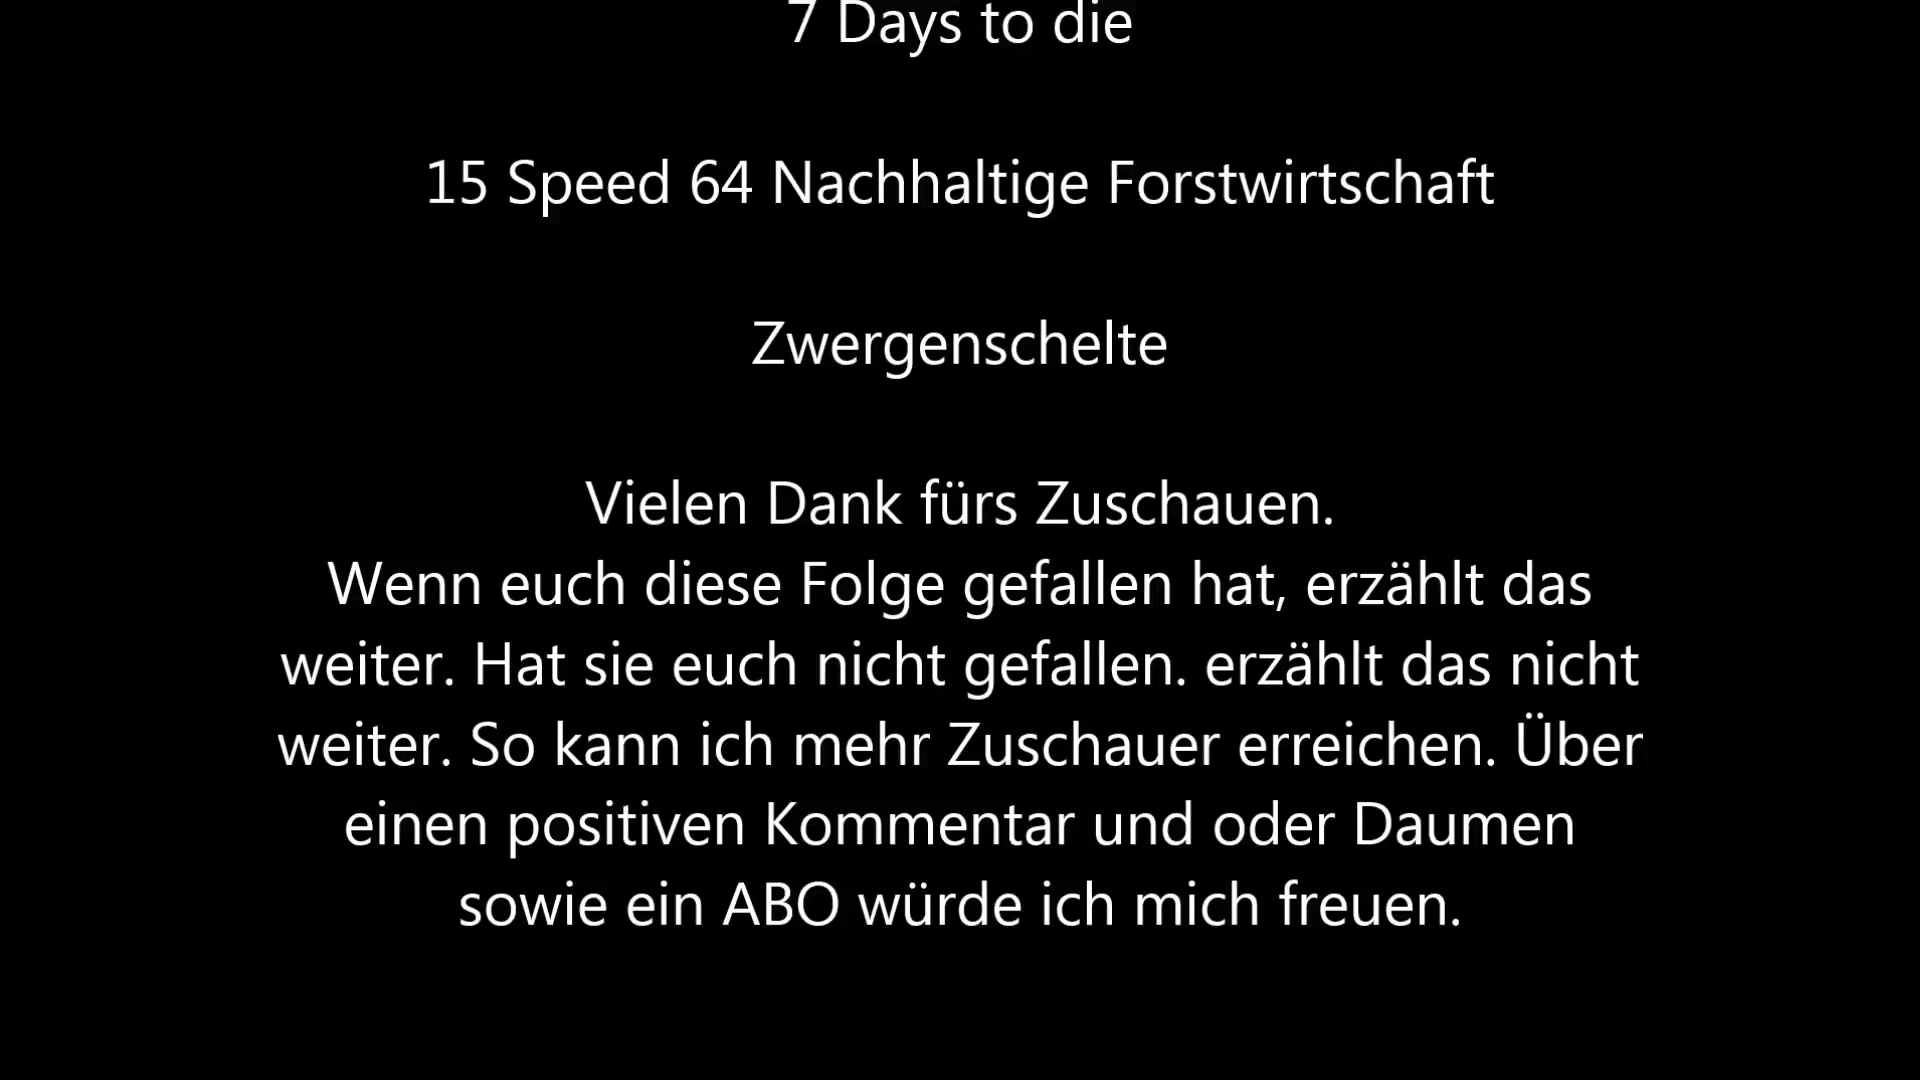 7 Days to die
15 Speed 64 Nachhaltige Forstwirtschaft
Zwergenschelte
Vielen Dank fürs Zuschauen.
Wenn euch diese Folge gefallen hat, erzählt das
weiter. Hat sie euch nicht gefallen. erzählt das nicht
weiter. So kann ich mehr Zuschauer erreichen. Über
einen positiven Kommentar und oder Daumen
sowie ein ABO würde ich mich freuen.